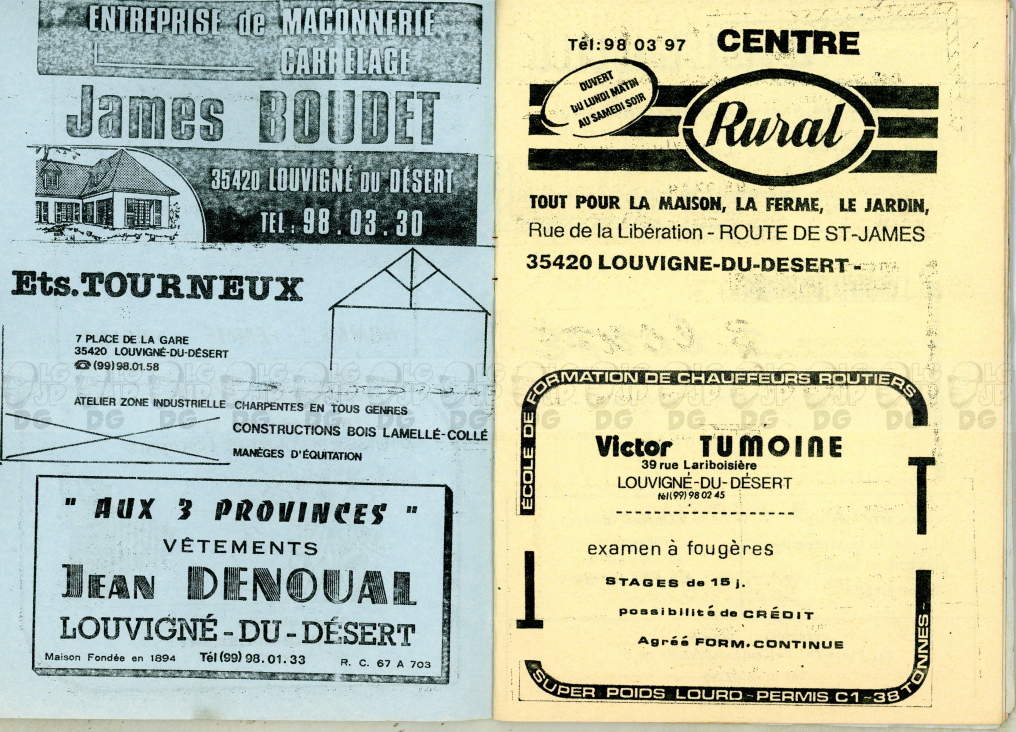 ENTREPRISE de MACONNERIE
CARRELAGE
James BOUDET
35420 LOUVIGNÉ DU DÉSERT
TEL : 98 . 03 . 30
Ets. TOURNEUX
7 PLACE DE LA GARE
35420 LOUVIGNÉ-DU-DÉSERT
☎ (99) 98.01.58
ATELIER ZONE INDUSTRIELLE
CHARPENTES EN TOUS GENRES
CONSTRUCTIONS BOIS LAMELLÉ-COLLÉ
MANÈGES D'ÉQUITATION
" AUX 3 PROVINCES "
VÊTEMENTS
JEAN DENOUAL
LOUVIGNÉ - DU - DÉSERT
Maison Fondée en 1894 Tél (99) 98.01.33 R. C. 67 A 703
Tél: 98 03 97 CENTRE
OUVERT
DU LUNDI MATIN
AU SAMEDI SOIR
Rural
TOUT POUR LA MAISON, LA FERME, LE JARDIN,
Rue de la Libération - ROUTE DE ST-JAMES
35420 LOUVIGNE-DU-DESERT -
ÉCOLE DE FORMATION DE CHAUFFEURS ROUTIERS
Victor TUMOINE
39 rue Lariboisière
LOUVIGNÉ-DU-DÉSERT
tél (99) 98 02 45
examen à fougères
STAGES de 15 j.
possibilité de CRÉDIT
Agréé FORM. CONTINUE
SUPER POIDS LOURD - PERMIS C1 - 38 TONNES -
LG
JP
DG